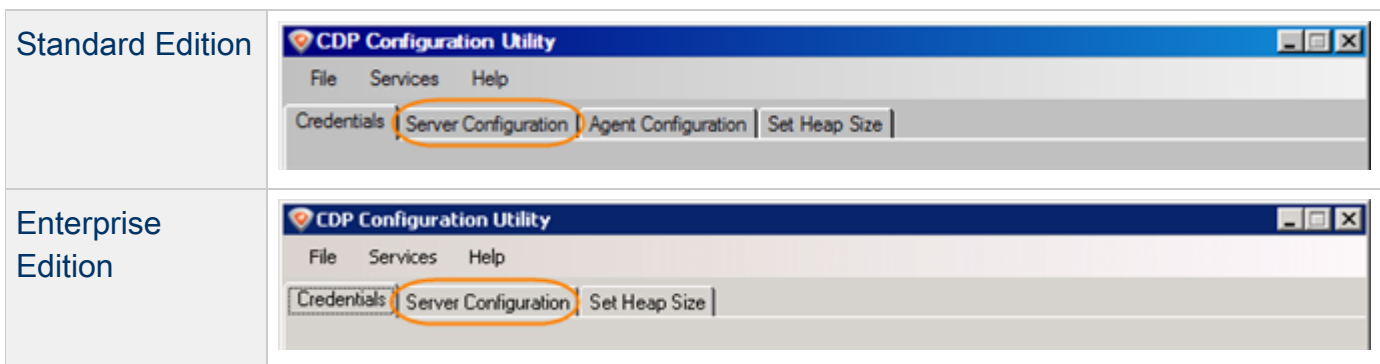 Standard Edition
CDP Configuration Utility
File Services Help
Credentials Server Configuration Agent Configuration Set Heap Size
Enterprise
Edition
CDP Configuration Utility
File Services Help
Credentials Server Configuration Set Heap Size